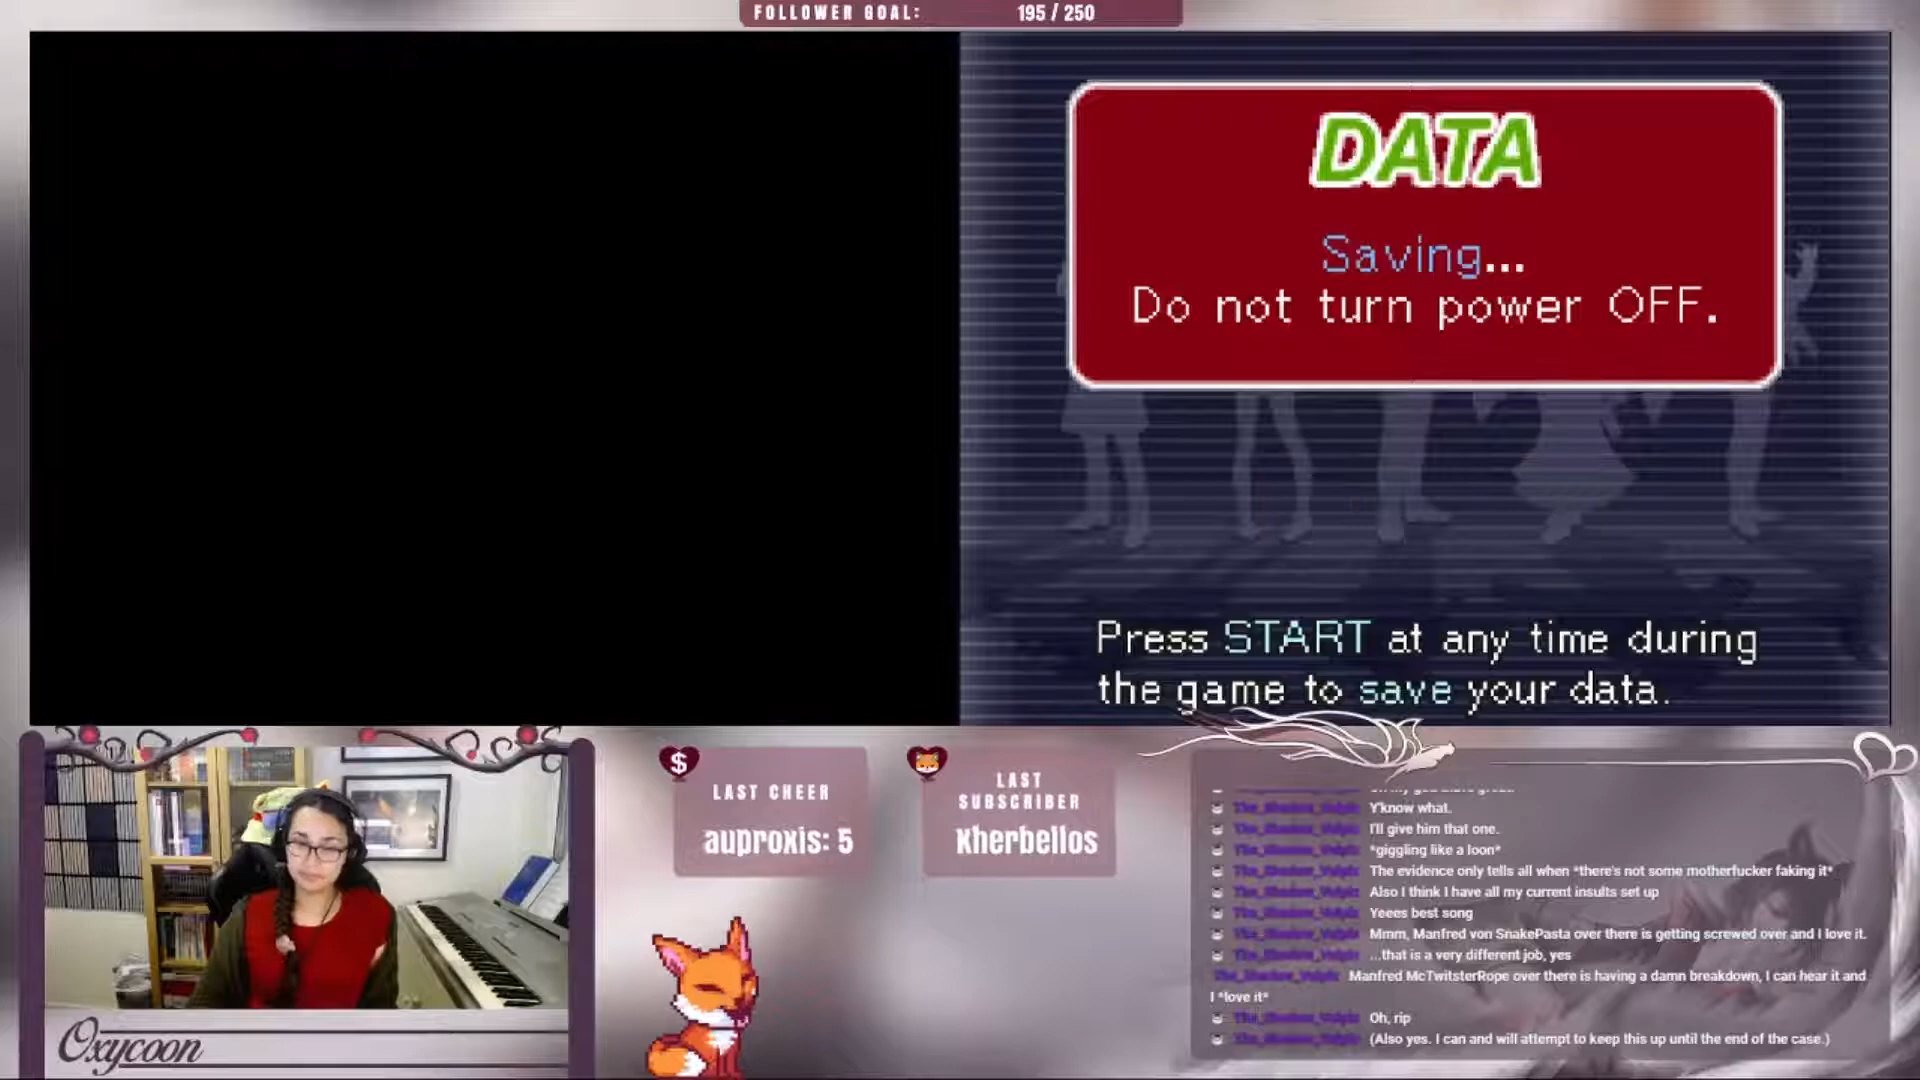 FOLLOWER GOAL: 195 / 250
DATA
Saving...
Do not turn power OFF.
Press START at any time during
the game to save your data.
$
LAST CHEER
auproxis: 5
LAST
SUBSCRIBER
xherbellos
Y'know what.
I'll give him that one.
*giggling like a loon*
The evidence only tells all when *there's not some motherfucker faking it*
Also I think I have all my current insults set up
Yeees best song
Mmm, Manfred von SnakePasta over there is getting screwed over and I love it.
...that is a very different job, yes
Manfred McTwitsterRope over there is having a damn breakdown, I can hear it and
I *love it*
Oh, rip
(Also yes. I can and will attempt to keep this up until the end of the case.)
Oxycoon